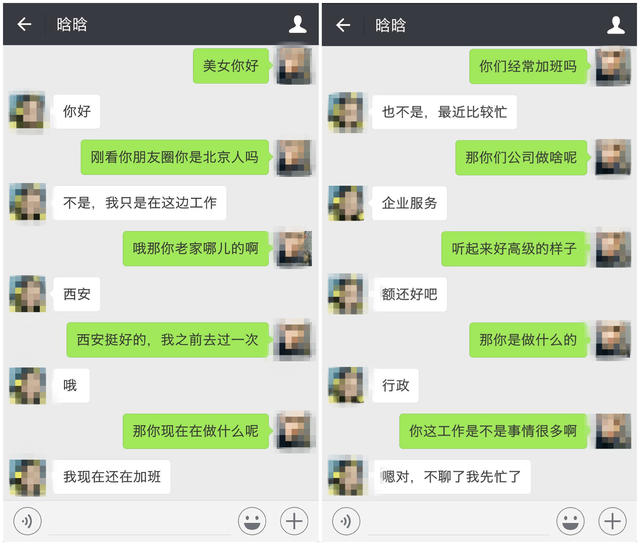 晗晗
美女你好
你好
刚看你朋友圈你是北京人吗
不是，我只是在这边工作
哦那你老家哪儿的啊
西安
西安挺好的，我之前去过一次
哦
那你现在在做什么呢
我现在还在加班
晗晗
你们经常加班吗
也不是，最近比较忙
那你们公司做啥呢
企业服务
听起来好高级的样子
额还好吧
那你是做什么的
行政
你这工作是不是事情很多啊
嗯对，不聊了我先忙了